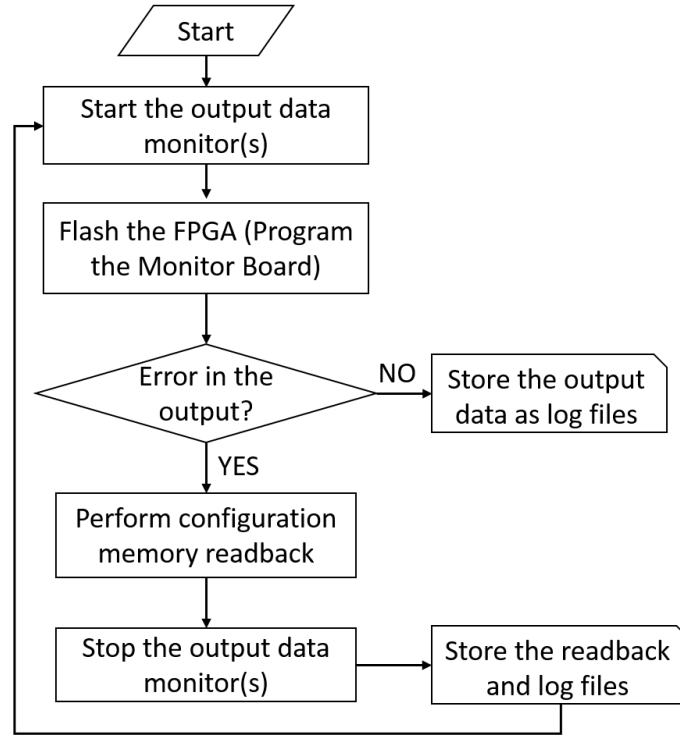 Start
Start the output data
monitor(s)
Flash the FPGA (Program
the Monitor Board)
Error in the
output?
NO
Store the output
data as log files
YES
Perform configuration
memory readback
Stop the output data
monitor(s)
Store the readback
and log files